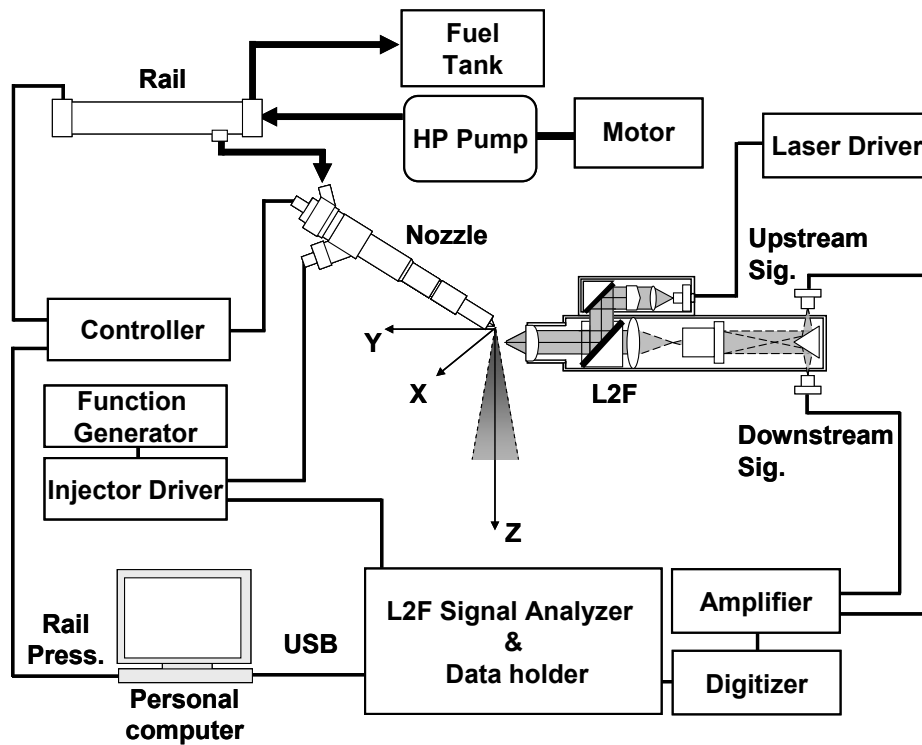 Fuel
Tank
Rail
HP Pump
Motor
Laser Driver
Nozzle
Upstream
Sig.
Controller
Y
X
L2F
Function
Generator
Downstream
Sig.
Injector Driver
Z
L2F Signal Analyzer
&
Data holder
Amplifier
Rail
Press.
USB
Digitizer
Personal
computer